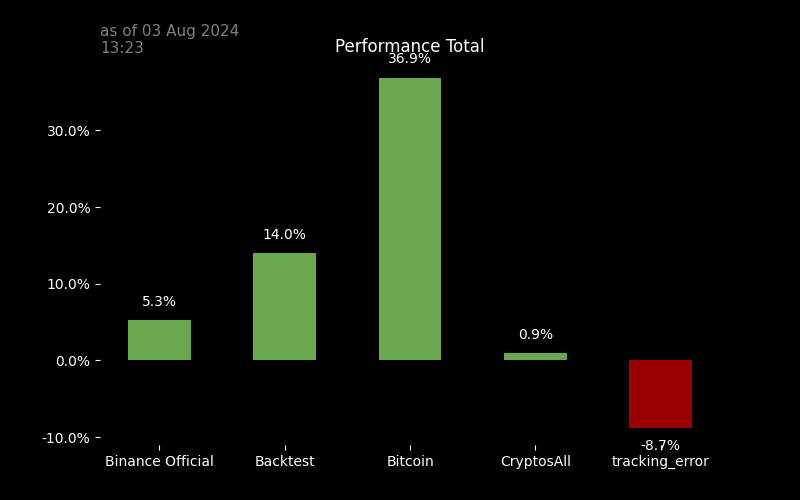 as of 03 Aug 2024
13:23
Performance Total
36.9%
30.0%
20.0%
14.0%
10.0%
5.3%
0.9%
0.0%
-10.0%
-8.7%
Binance Official
Backtest
Bitcoin
CryptosAll
tracking_error